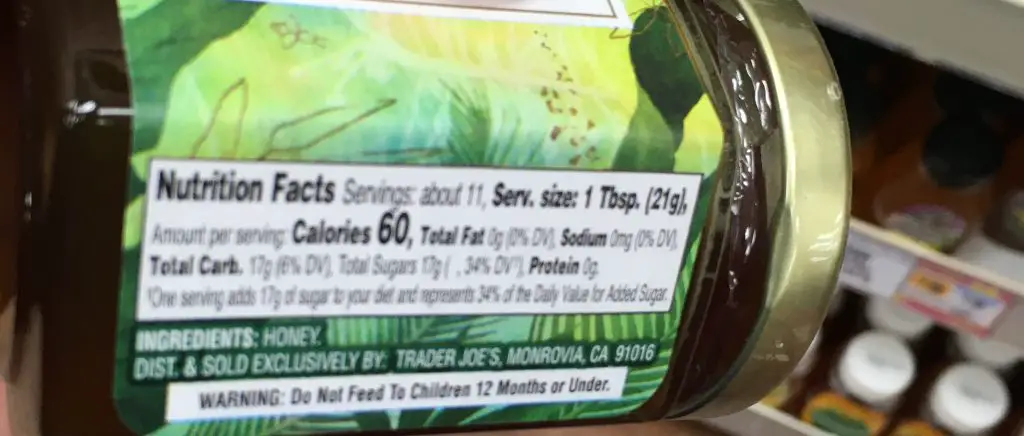 Nutrition Facts Servings: about 11, Serv. size: 1 Tbsp. (21g),
Amount per serving: Calories 60, Total Fat 0g (0% DV), Sodium 0mg (0% DV),
Total Carb. 17g (6% DV), Total Sugars 17g ( , 34% DV*), Protein 0g.
*One serving adds 17g of sugar to your diet and represents 34% of the Daily Value for Added Sugar.
INGREDIENTS: HONEY.
DIST. & SOLD EXCLUSIVELY BY: TRADER JOE'S, MONROVIA, CA 91016
WARNING: Do Not Feed To Children 12 Months or Under.